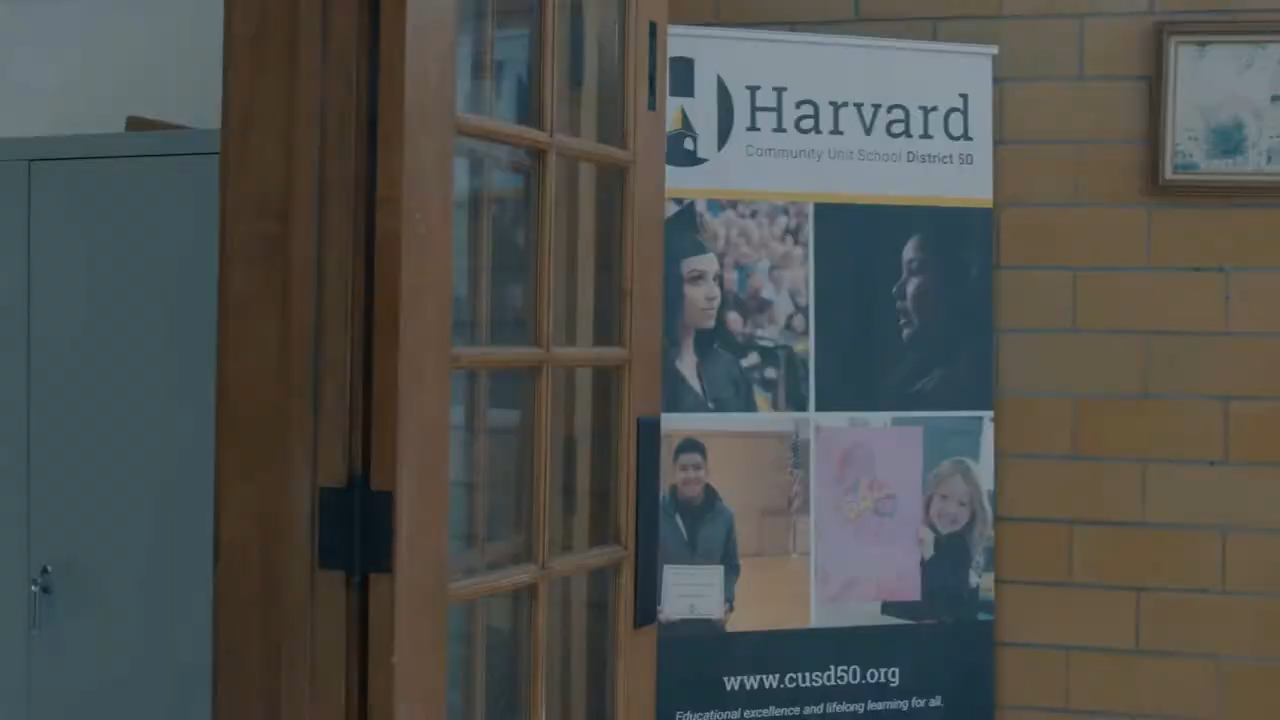 Harvard
Community Unit School District 50
www.cusd50.org
Educational excellence and lifelong learning for all.